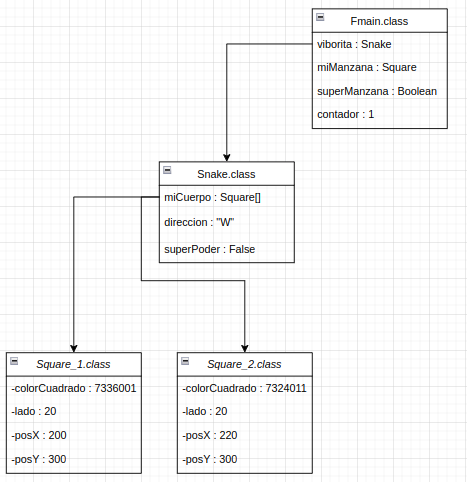 Fmain.class
viborita : Snake
miManzana : Square
superManzana : Boolean
contador : 1
Snake.class
miCuerpo : Square[]
direccion : "W"
superPoder : False
Square_1.class
-colorCuadrado : 7336001
-lado : 20
-posX : 200
-posY : 300
Square_2.class
-colorCuadrado : 7324011
-lado : 20
-posX : 220
-posY : 300